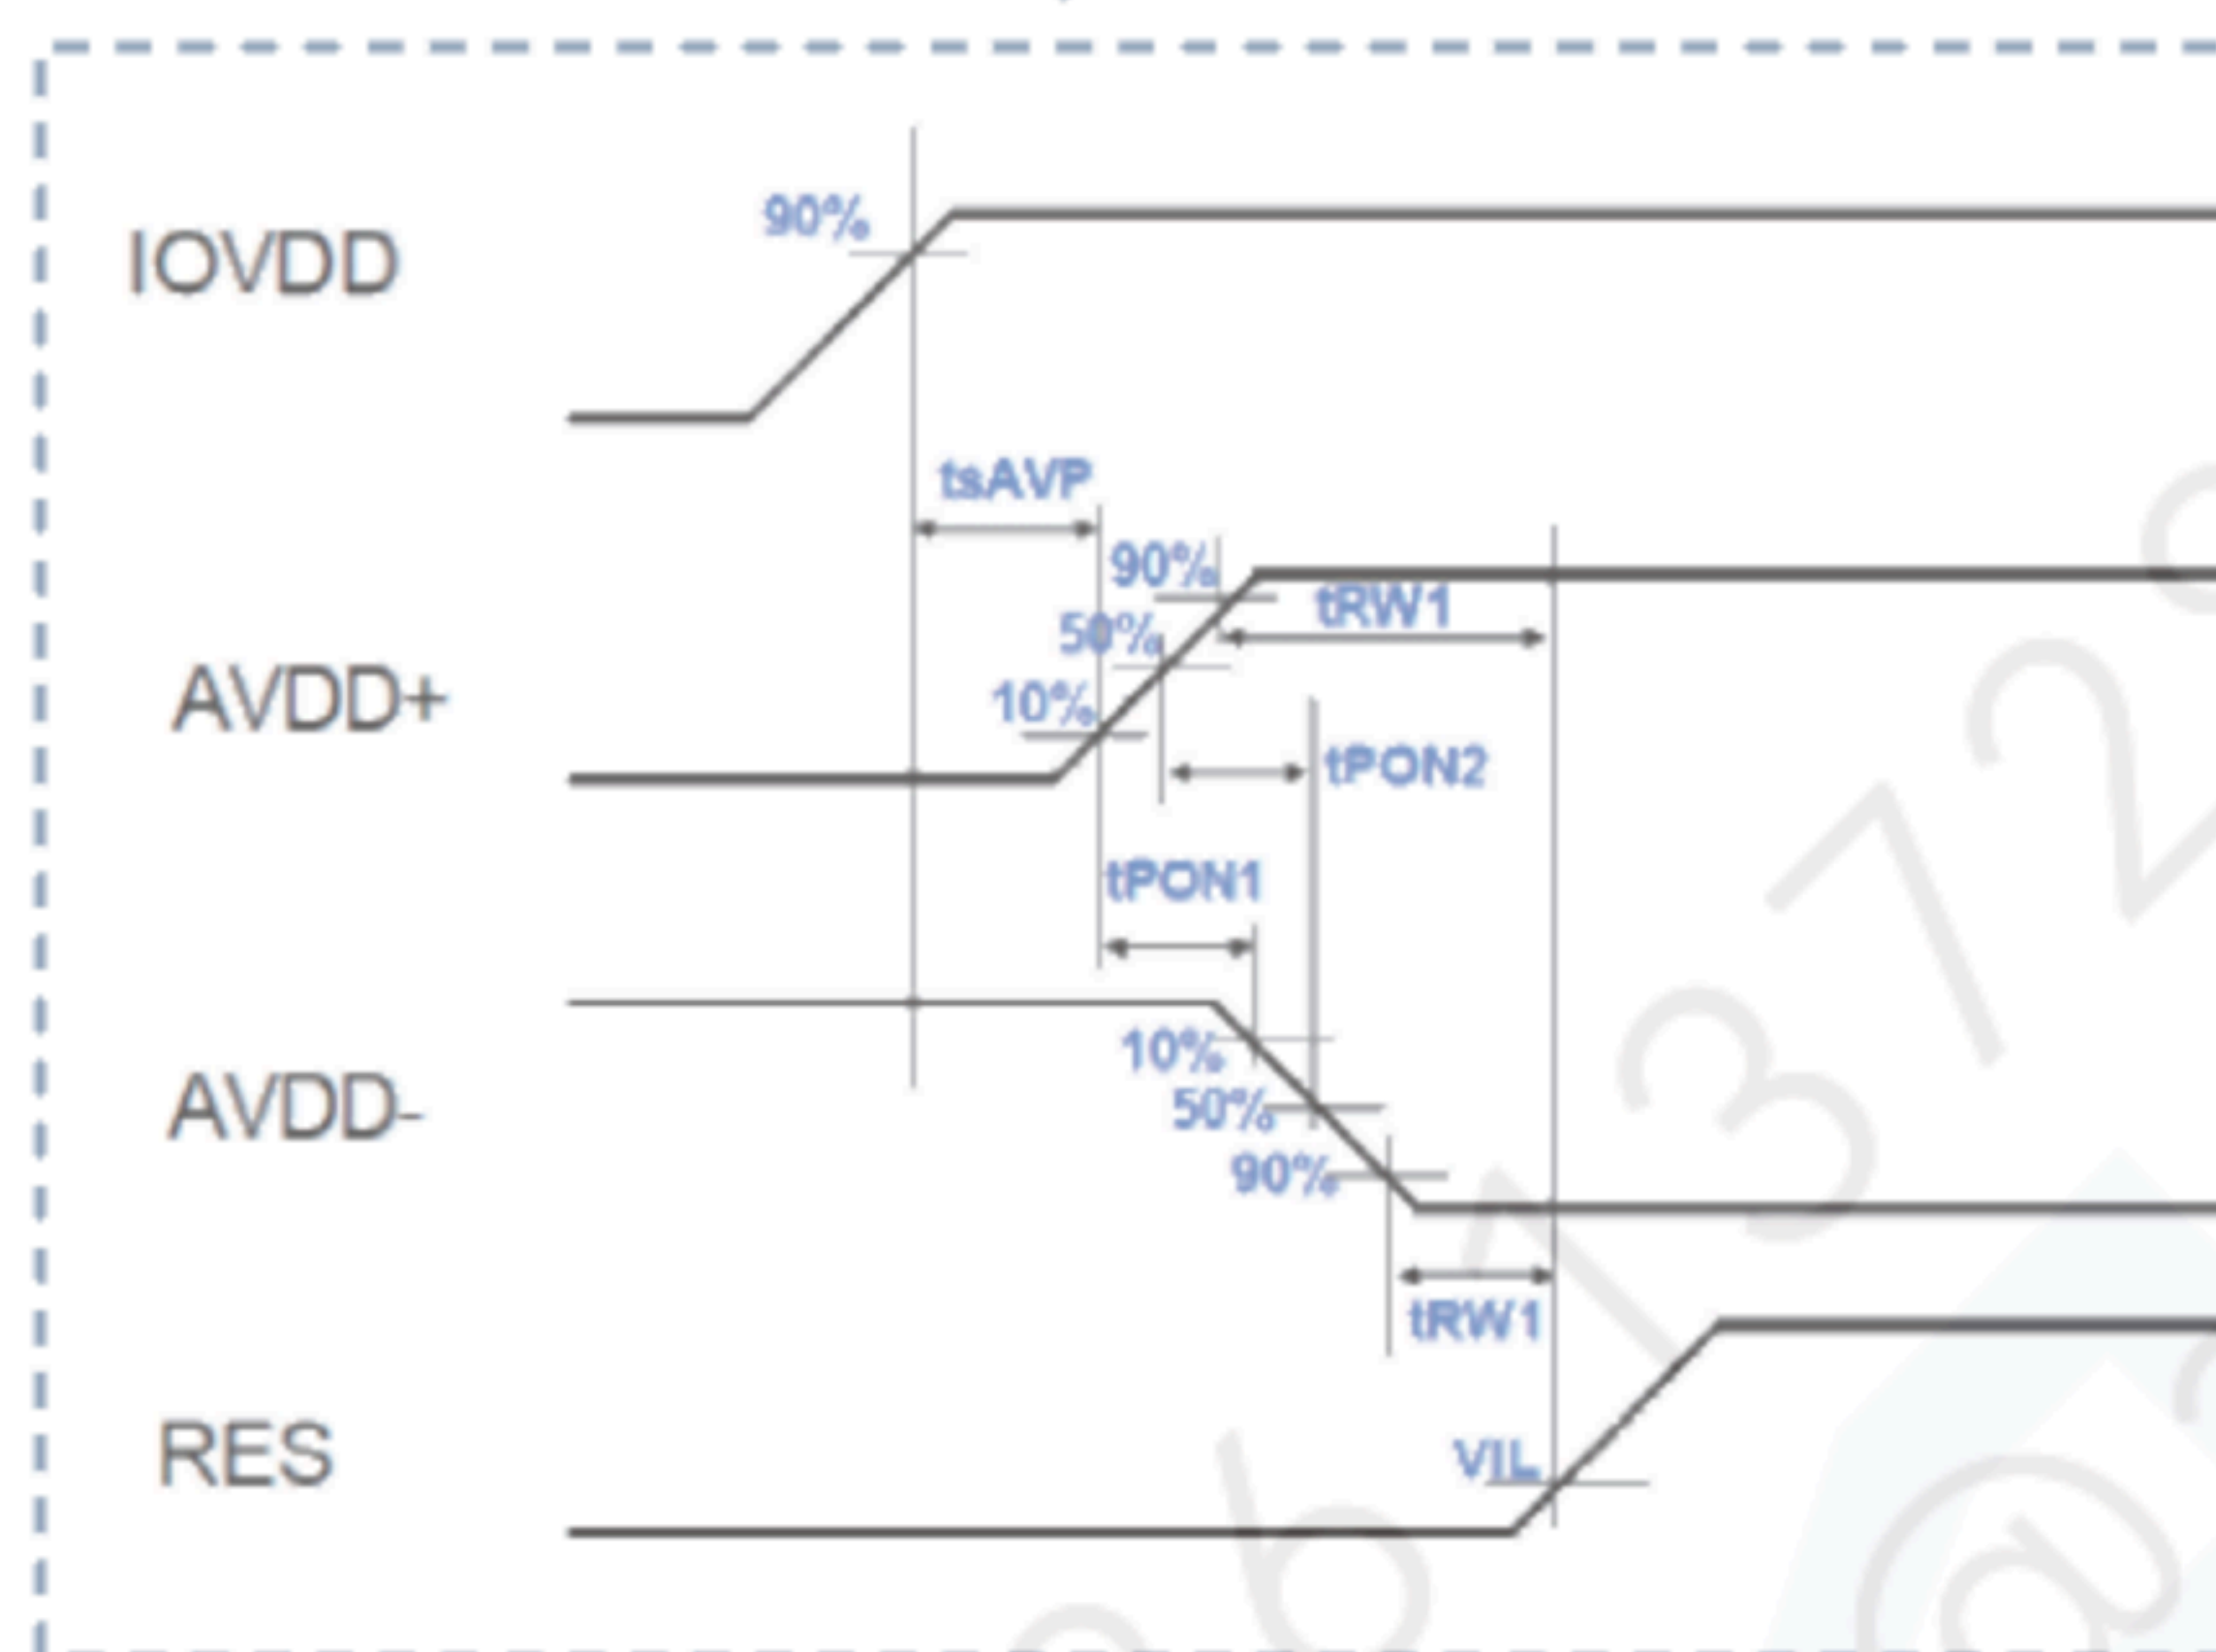 90%
IOVDD
tsAVP
90%
tRW1
50%
AVDD+
10%
tPON2
tPON1
10%
AVDD-
50%
90%
tRW1
RES
VIL